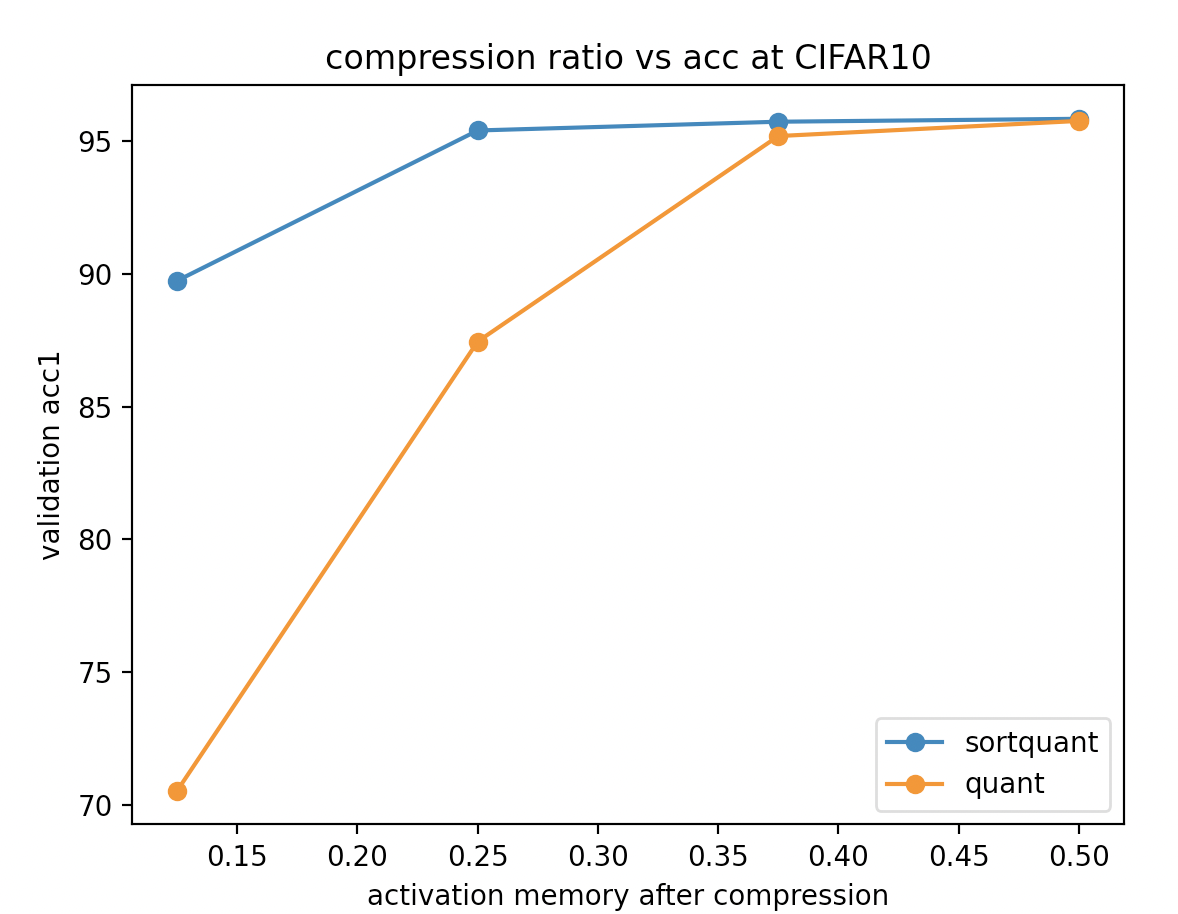 compression ratio vs acc at CIFAR10
validation acc1
95
90
85
80
75
70
sortquant
quant
0.15 0.20 0.25 0.30 0.35 0.40 0.45 0.50
activation memory after compression